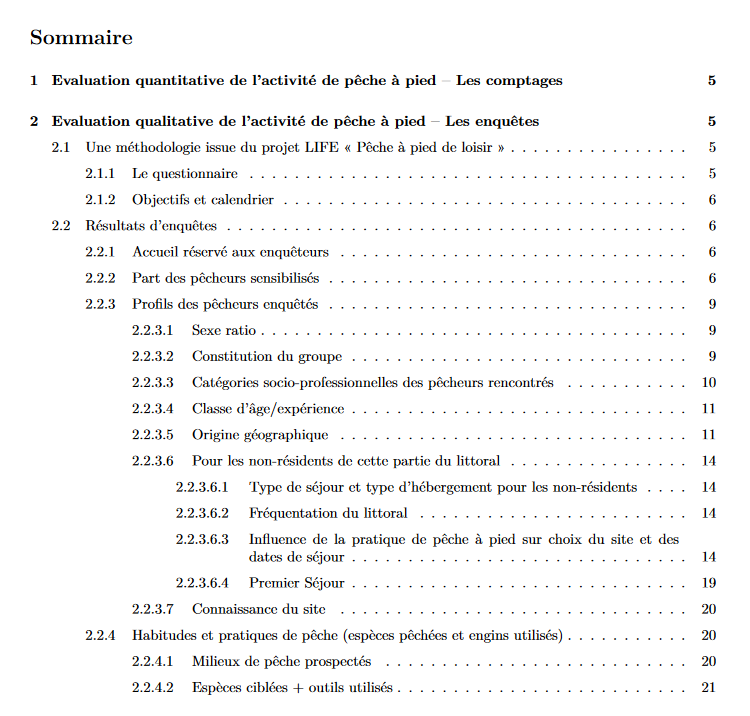 Sommaire
1 Evaluation quantitative de l'activité de pêche à pied – Les comptages 5
2 Evaluation qualitative de l'activité de pêche à pied – Les enquêtes 5
2.1 Une méthodologie issue du projet LIFE « Pêche à pied de loisir » . . . . . . . . . . . . . . . . 5
2.1.1 Le questionnaire . . . . . . . . . . . . . . . . . . . . . . . . . . . . . . . . . . . . . . . 5
2.1.2 Objectifs et calendrier . . . . . . . . . . . . . . . . . . . . . . . . . . . . . . . . . . . . 6
2.2 Résultats d'enquêtes . . . . . . . . . . . . . . . . . . . . . . . . . . . . . . . . . . . . . . . . . 6
2.2.1 Accueil réservé aux enquêteurs . . . . . . . . . . . . . . . . . . . . . . . . . . . . . . . 6
2.2.2 Part des pêcheurs sensibilisés . . . . . . . . . . . . . . . . . . . . . . . . . . . . . . . . 6
2.2.3 Profils des pêcheurs enquêtés . . . . . . . . . . . . . . . . . . . . . . . . . . . . . . . . 9
2.2.3.1 Sexe ratio . . . . . . . . . . . . . . . . . . . . . . . . . . . . . . . . . . . . . . 9
2.2.3.2 Constitution du groupe . . . . . . . . . . . . . . . . . . . . . . . . . . . . . . 9
2.2.3.3 Catégories socio-professionnelles des pêcheurs rencontrés . . . . . . . . . . . 10
2.2.3.4 Classe d'âge/expérience . . . . . . . . . . . . . . . . . . . . . . . . . . . . . . 11
2.2.3.5 Origine géographique . . . . . . . . . . . . . . . . . . . . . . . . . . . . . . . 11
2.2.3.6 Pour les non-résidents de cette partie du littoral . . . . . . . . . . . . . . . . 14
2.2.3.6.1 Type de séjour et type d'hébergement pour les non-résidents . . . . 14
2.2.3.6.2 Fréquentation du littoral . . . . . . . . . . . . . . . . . . . . . . . . 14
2.2.3.6.3 Influence de la pratique de pêche à pied sur choix du site et des
dates de séjour . . . . . . . . . . . . . . . . . . . . . . . . . . . . . . 14
2.2.3.6.4 Premier Séjour . . . . . . . . . . . . . . . . . . . . . . . . . . . . . . 19
2.2.3.7 Connaissance du site . . . . . . . . . . . . . . . . . . . . . . . . . . . . . . . 20
2.2.4 Habitudes et pratiques de pêche (espèces pêchées et engins utilisés) . . . . . . . . . . . 20
2.2.4.1 Milieux de pêche prospectés . . . . . . . . . . . . . . . . . . . . . . . . . . . 20
2.2.4.2 Espèces ciblées + outils utilisés . . . . . . . . . . . . . . . . . . . . . . . . . . 21